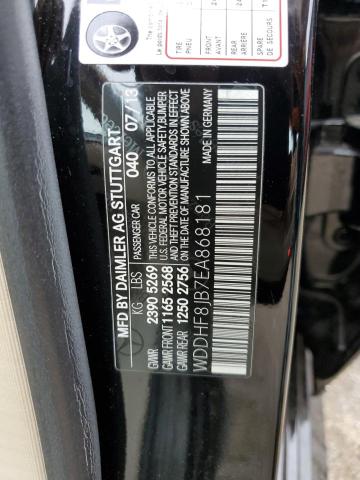 MFD BY DAIMLER AG STUTTGART
PASSENGER CAR 040 07/13
KG LBS
GVWR 2390 5269
GAWR FRONT 1165 2568
GAWR REAR 1250 2756
THIS VEHICLE CONFORMS TO ALL APPLICABLE
U.S. FEDERAL MOTOR VEHICLE SAFETY, BUMPER
AND THEFT PREVENTION STANDARDS IN EFFECT
ON THE DATE OF MANUFACTURE SHOWN ABOVE
WDDHF8JB7EA868181
MADE IN GERMANY
TIRE
PNEU
FRONT
AVANT
REAR
ARRIÈRE
SPARE
DE SECOURS